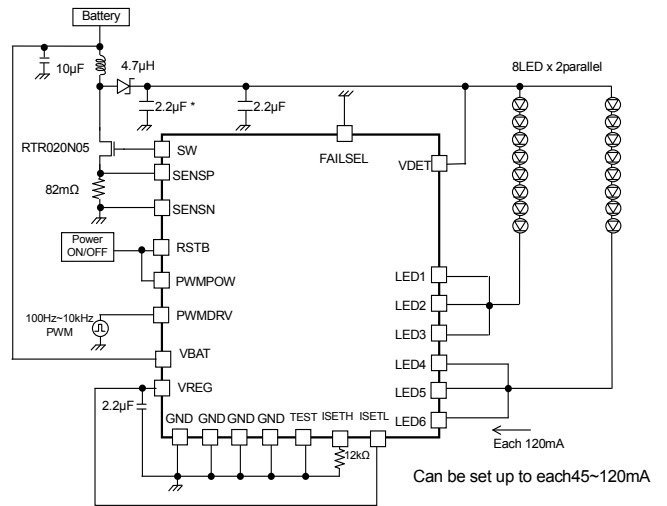 Battery
10μF
4.7μH
2.2μF *
2.2μF
8LED x 2parallel
RTR020N05
SW
FAILSEL
VDET
SENSP
82mΩ
SENSN
Power
ON/OFF
RSTB
PWMPOW
LED1
LED2
LED3
100Hz~10kHz
PWM
PWMDRV
VBAT
LED4
VREG
LED5
2.2μF
GND GND GND GND TEST ISETH ISETL
LED6
12kΩ
Each 120mA
Can be set up to each45~120mA